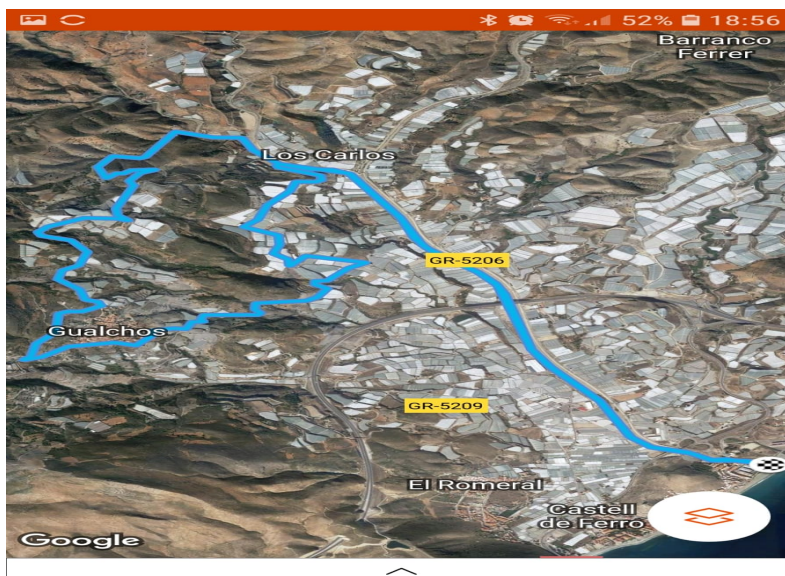 52% 18:56
Barranco
Ferrer
Los Carlos
GR-5206
Gualchos
GR-5209
El Romeral
Castell
de Ferro
Google